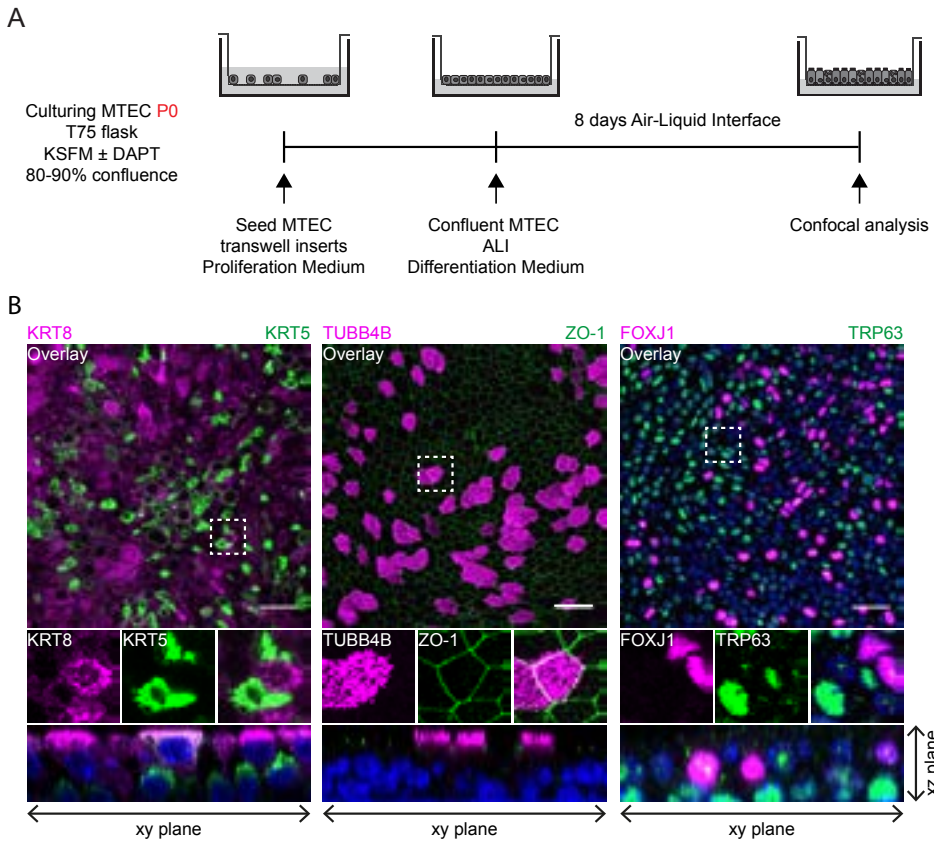 A
Culturing MTEC P0
T75 flask
KSFM ± DAPT
80-90% confluence
8 days Air-Liquid Interface
Seed MTEC
transwell inserts
Proliferation Medium
Confluent MTEC
ALI
Differentiation Medium
Confocal analysis
B
KRT8 KRT5
Overlay
KRT8 KRT5
xy plane
TUBB4B ZO-1
Overlay
TUBB4B ZO-1
xy plane
FOXJ1 TRP63
Overlay
FOXJ1 TRP63
xz plane
xy plane